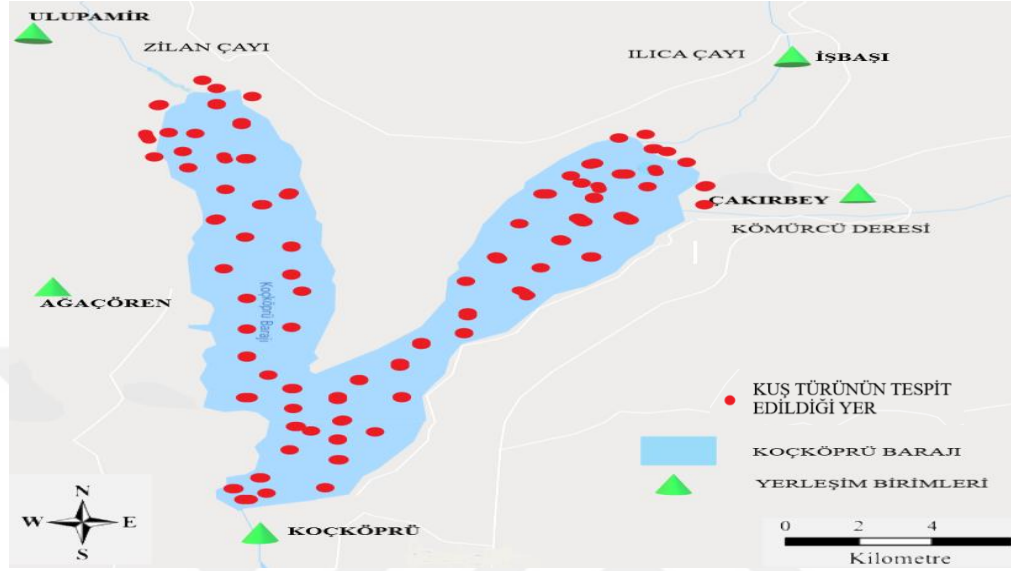 ULUPAMİR
ZİLAN ÇAYI
ILICA ÇAYI
İŞBAŞI
ÇAKIRBEY
KÖMÜRCÜ DERESİ
AĞAÇÖREN
Koçköprü Barajı
KUŞ TÜRÜNÜN TESPİT
EDİLDİĞİ YER
KOÇKÖPRÜ BARAJI
YERLEŞİM BİRİMLERİ
N
W E
S
KOÇKÖPRÜ
0 2 4
Kilometre